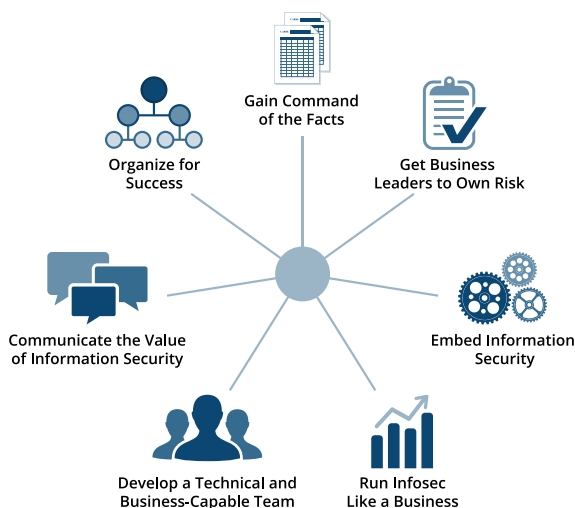 Gain Command
of the Facts
Get Business
Leaders to Own Risk
Embed Information
Security
Run Infosec
Like a Business
Develop a Technical and
Business-Capable Team
Communicate the Value
of Information Security
Organize for
Success